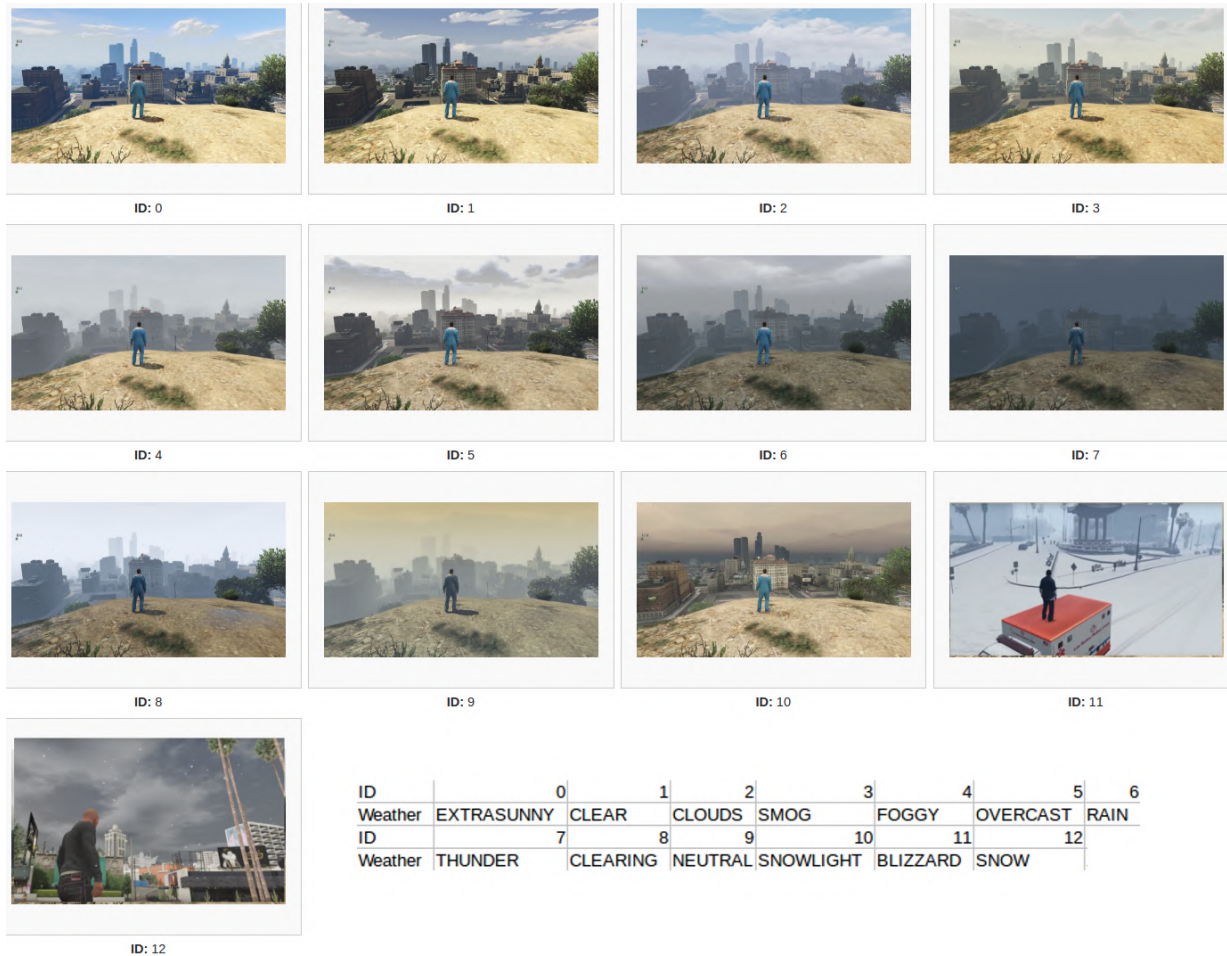 ID: 0 ID: 1 ID: 2 ID: 3
ID: 4 ID: 5 ID: 6 ID: 7
ID: 8 ID: 9 ID: 10 ID: 11
ID: 12
ID 0 1 2 3 4 5 6
Weather EXTRASUNNY CLEAR CLOUDS SMOG FOGGY OVERCAST RAIN
ID 7 8 9 10 11 12
Weather THUNDER CLEARING NEUTRAL SNOWLIGHT BLIZZARD SNOW